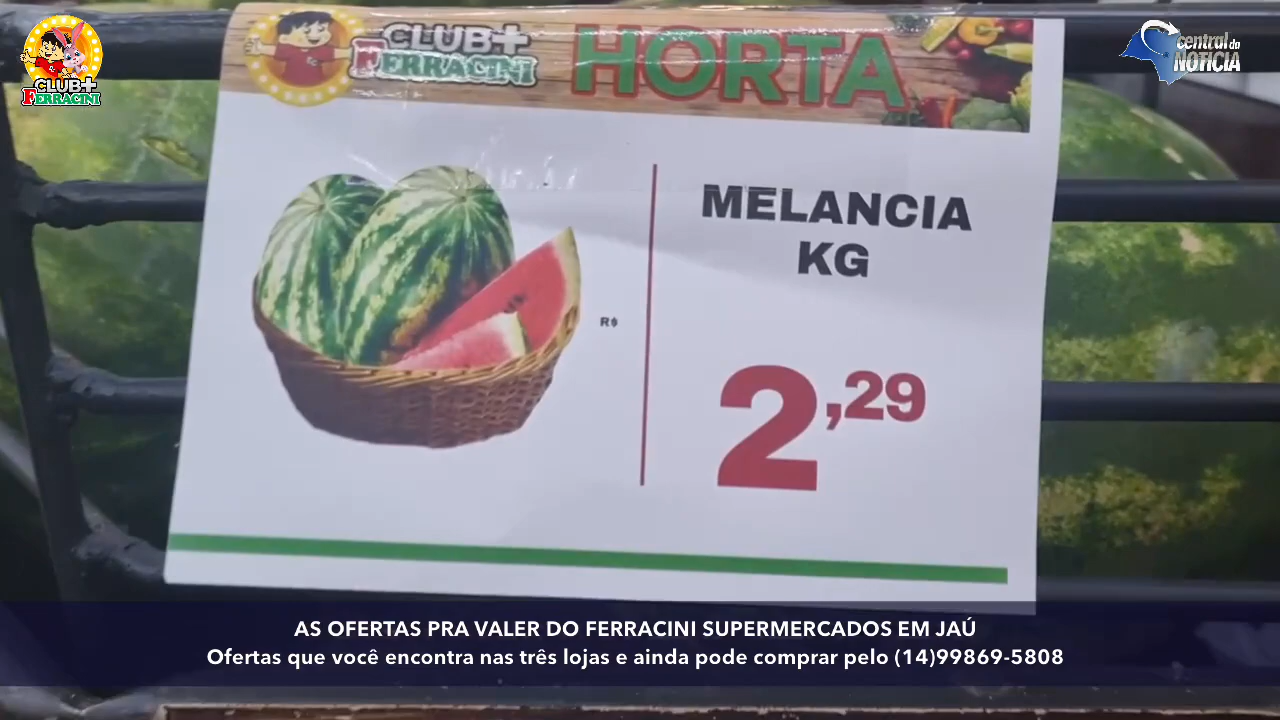 CLUB+
FERRACINI
CLUB+
FERRACINI
HORTA
central da
NOTÍCIA
MELANCIA
KG
R$
2,29
AS OFERTAS PRA VALER DO FERRACINI SUPERMERCADOS EM JAÚ
Ofertas que você encontra nas três lojas e ainda pode comprar pelo (14)99869-5808